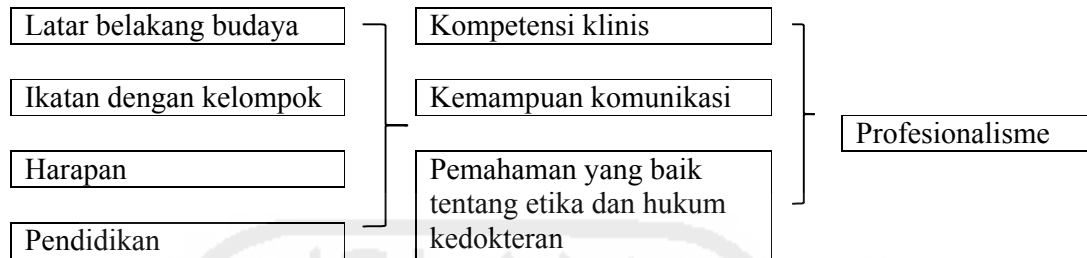 Latar belakang budaya
Ikatan dengan kelompok
Harapan
Pendidikan
Kompetensi klinis
Kemampuan komunikasi
Pemahaman yang baik
tentang etika dan hukum
kedokteran
Profesionalisme